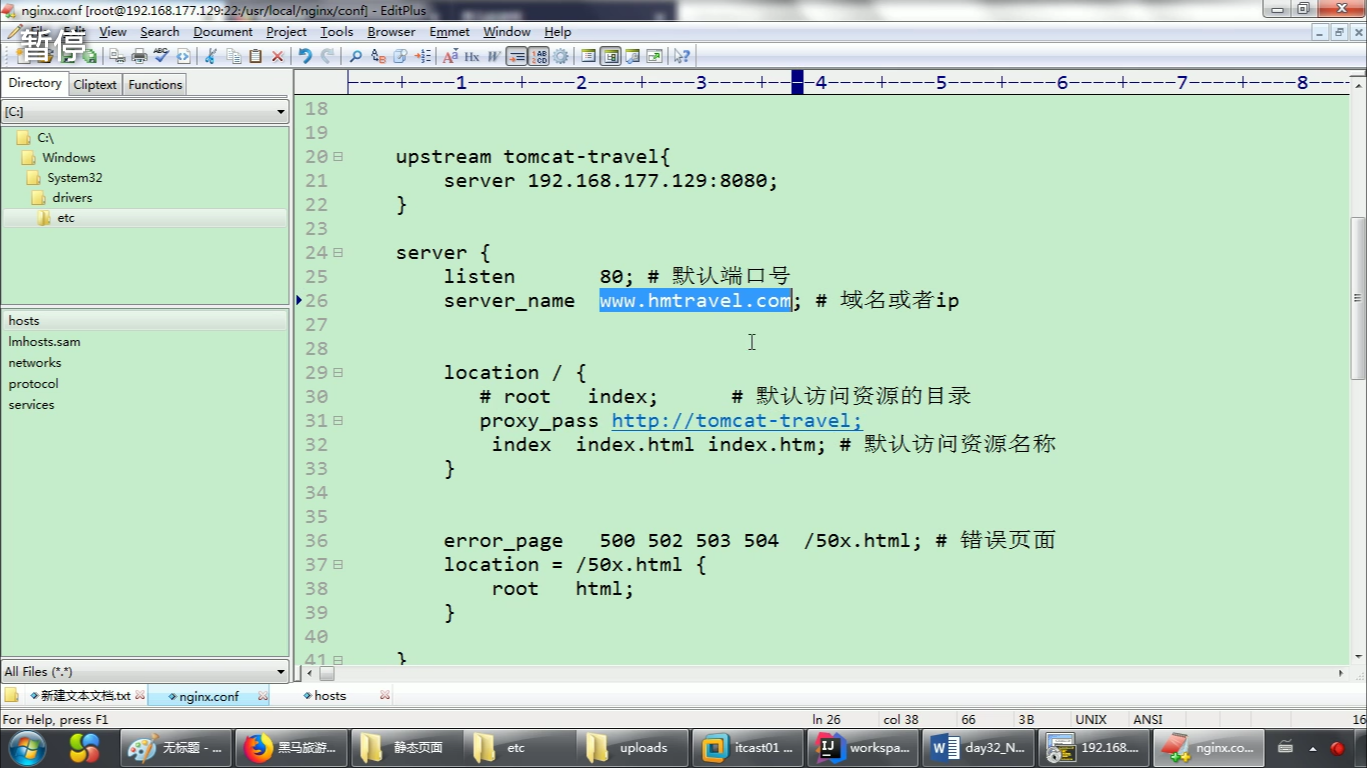 nginx.conf [root@192.168.177.129:22:/usr/local/nginx/conf] - EditPlus
暂停
View Search Document Project Tools Browser Emmet Window Help
Directory Cliptext Functions
[C:]
C:\
Windows
System32
drivers
etc
hosts
lmhosts.sam
networks
protocol
services
All Files (*.*)
----+----1----+----2----+----3----+----4----+----5----+----6----+----7----+----8----
18
19
20 upstream tomcat-travel{
21 server 192.168.177.129:8080;
22 }
23
24 server {
25 listen 80; # 默认端口号
26 server_name www.hmtravel.com; # 域名或者ip
27
28
29 location / {
30 # root index; # 默认访问资源的目录
31 proxy_pass http://tomcat-travel;
32 index index.html index.htm; # 默认访问资源名称
33 }
34
35
36 error_page 500 502 503 504 /50x.html; # 错误页面
37 location = /50x.html {
38 root html;
39 }
40
41 }
新建文本文档.txt nginx.conf hosts
For Help, press F1 ln 26 col 38 66 3B UNIX ANSI 16
无标题 - ... 黑马旅游... 静态页面 etc uploads itcast01 ... workspa... day32_N... 192.168.... nginx.co...